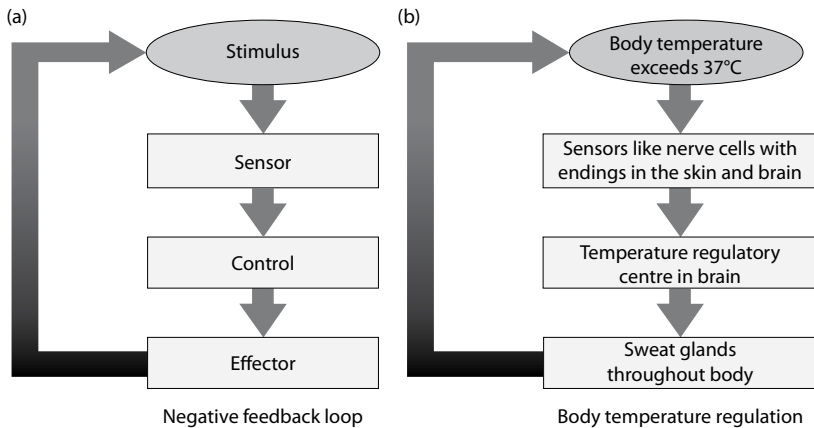 (a)
Stimulus
Sensor
Control
Effector
Negative feedback loop
(b)
Body temperature
exceeds 37°C
Sensors like nerve cells with
endings in the skin and brain
Temperature regulatory
centre in brain
Sweat glands
throughout body
Body temperature regulation